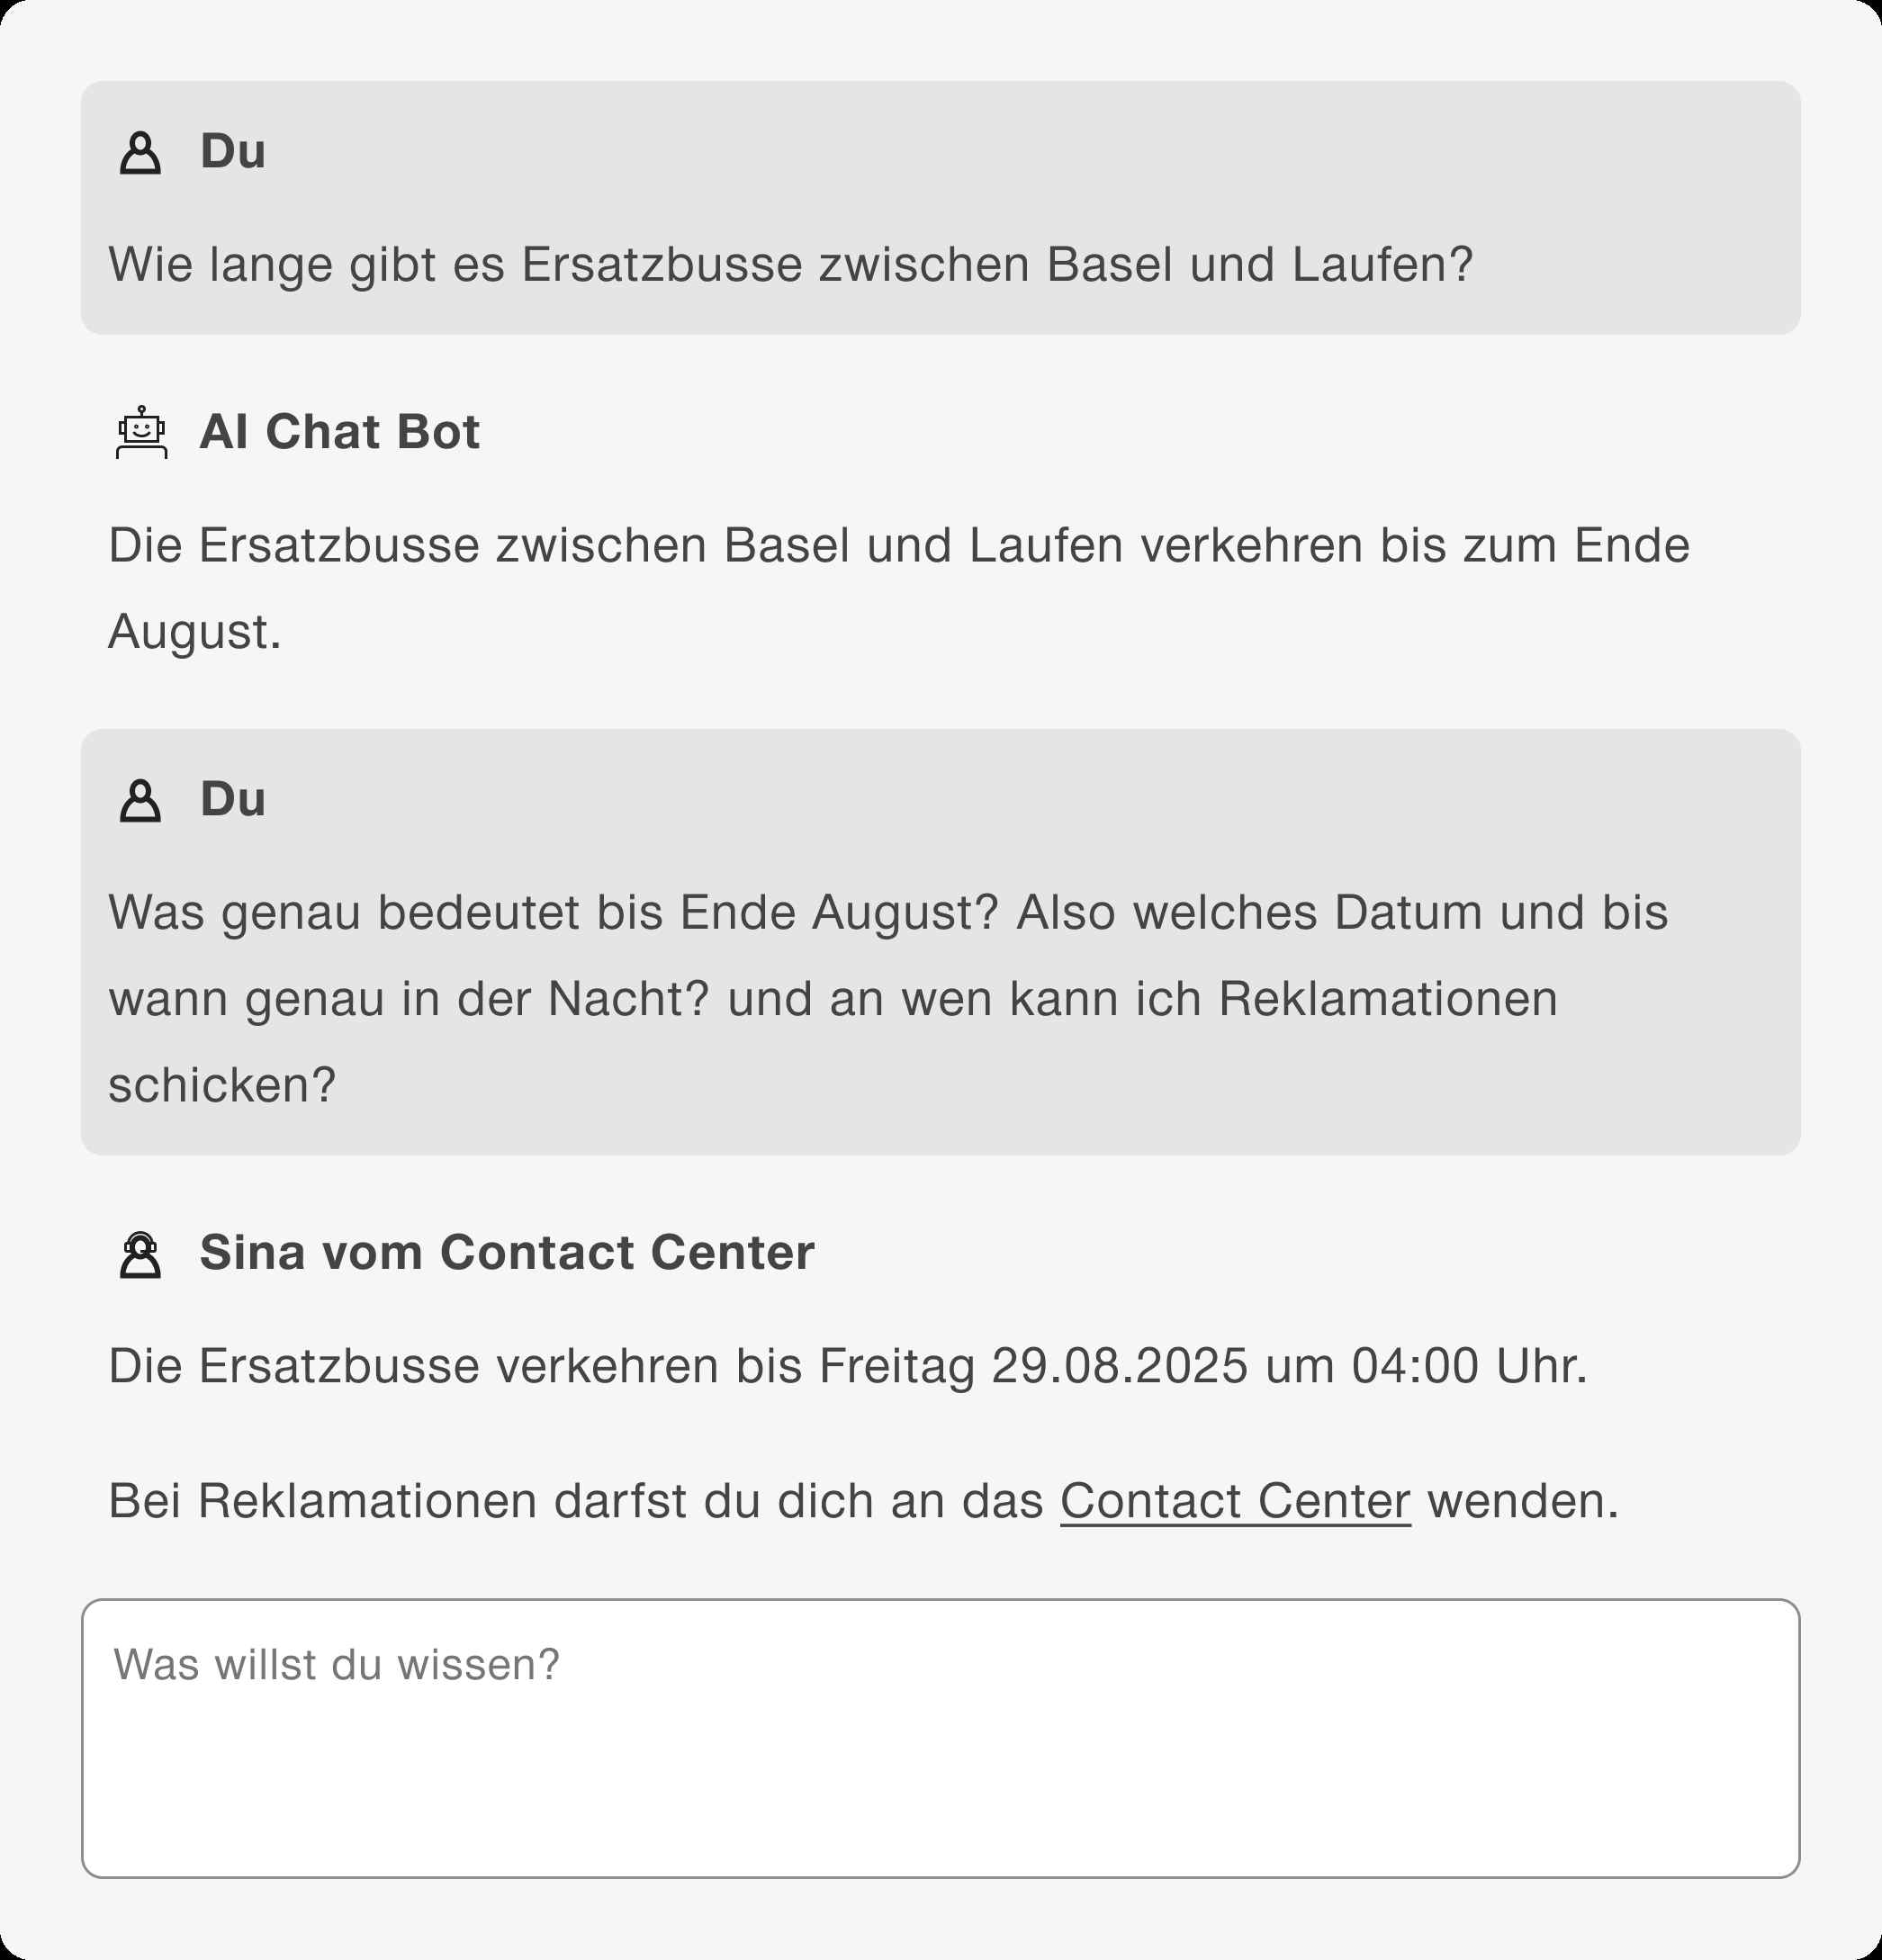 Du
Wie lange gibt es Ersatzbusse zwischen Basel und Laufen?
AI Chat Bot
Die Ersatzbusse zwischen Basel und Laufen verkehren bis zum Ende
August.
Du
Was genau bedeutet bis Ende August? Also welches Datum und bis
wann genau in der Nacht? und an wen kann ich Reklamationen
schicken?
Sina vom Contact Center
Die Ersatzbusse verkehren bis Freitag 29.08.2025 um 04:00 Uhr.
Bei Reklamationen darfst du dich an das Contact Center wenden.
Was willst du wissen?